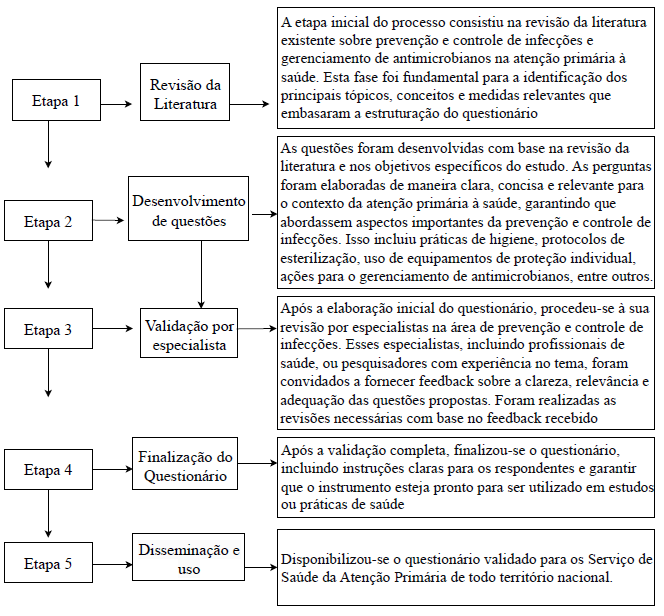 Etapa 1
Revisão da
Literatura
A etapa inicial do processo consistiu na revisão da literatura
existente sobre prevenção e controle de infecções e
gerenciamento de antimicrobianos na atenção primária à
saúde. Esta fase foi fundamental para a identificação dos
principais tópicos, conceitos e medidas relevantes que
embasaram a estruturação do questionário
Etapa 2
Desenvolvimento
de questões
As questões foram desenvolvidas com base na revisão da
literatura e nos objetivos específicos do estudo. As perguntas
foram elaboradas de maneira clara, concisa e relevante para
o contexto da atenção primária à saúde, garantindo que
abordassem aspectos importantes da prevenção e controle de
infecções. Isso incluiu práticas de higiene, protocolos de
esterilização, uso de equipamentos de proteção individual,
ações para o gerenciamento de antimicrobianos, entre outros.
Etapa 3
Validação por
especialista
Após a elaboração inicial do questionário, procedeu-se à sua
revisão por especialistas na área de prevenção e controle de
infecções. Esses especialistas, incluindo profissionais de
saúde, ou pesquisadores com experiência no tema, foram
convidados a fornecer feedback sobre a clareza, relevância e
adequação das questões propostas. Foram realizadas as
revisões necessárias com base no feedback recebido
Etapa 4
Finalização do
Questionário
Após a validação completa, finalizou-se o questionário,
incluindo instruções claras para os respondentes e garantir
que o instrumento esteja pronto para ser utilizado em estudos
ou práticas de saúde
Etapa 5
Disseminação e
uso
Disponibilizou-se o questionário validado para os Serviço de
Saúde da Atenção Primária de todo território nacional.